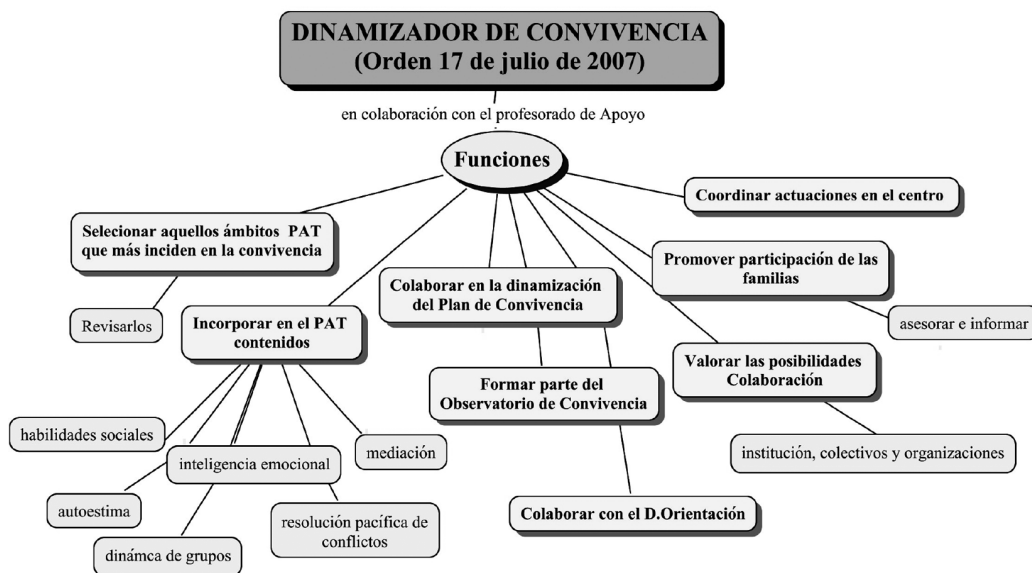 DINAMIZADOR DE CONVIVENCIA
(Orden 17 de julio de 2007)
en colaboración con el profesorado de Apoyo
Funciones
Coordinar actuaciones en el centro
Selecionar aquellos ámbitos PAT
que más inciden en la convivencia
Promover participación de las
familias
Colaborar en la dinamización
del Plan de Convivencia
Revisarlos
Incorporar en el PAT
contenidos
asesorar e informar
Valorar las posibilidades
Colaboración
Formar parte del
Observatorio de Convivencia
habilidades sociales
mediación
inteligencia emocional
institución, colectivos y organizaciones
autoestima
resolución pacífica de
conflictos
Colaborar con el D.Orientación
dinámca de grupos